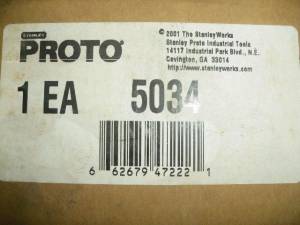 STANLEY
PROTO®
© 2001 The StanleyWorks
Stanley Proto Industrial Tools
14117 Industrial Park Blvd., N.E.
Covington, GA 33014
http://www.stanleyworks.com
1 EA 5034
6 62679 47222 1